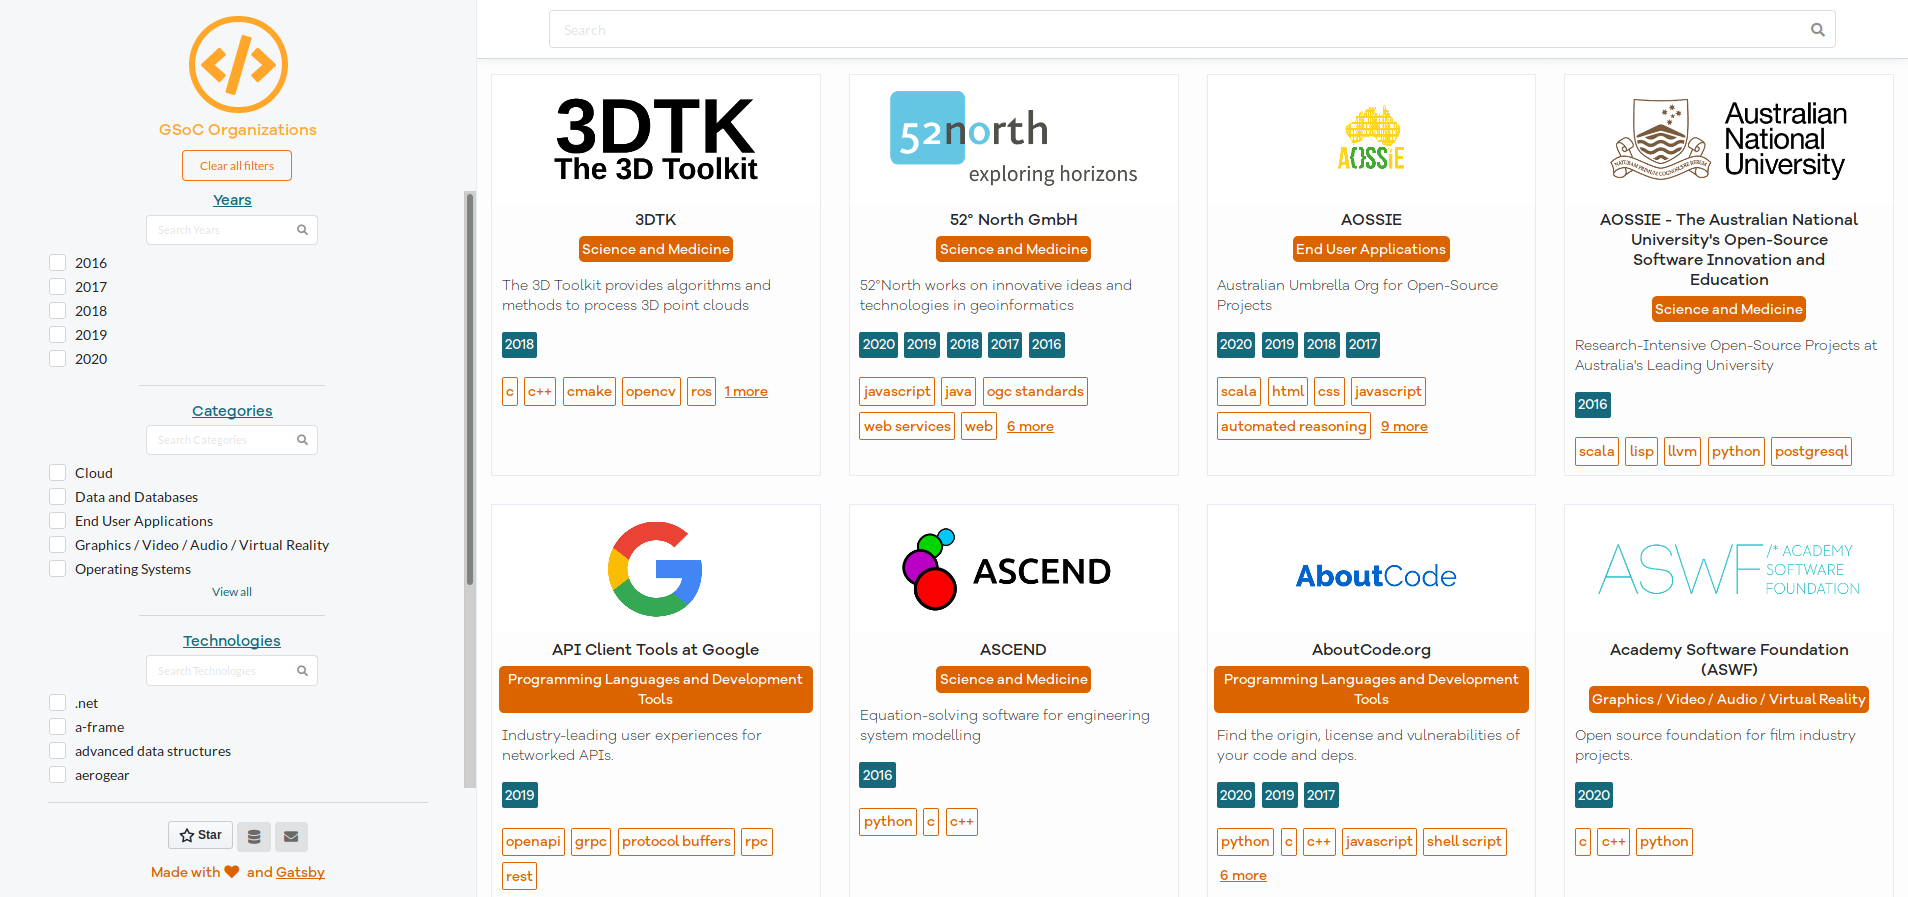 GSoC Organizations
Clear all filters
Years
Search Years
2016
2017
2018
2019
2020
Categories
Search Categories
Cloud
Data and Databases
End User Applications
Graphics / Video / Audio / Virtual Reality
Operating Systems
View all
Technologies
Search Technologies
.net
a-frame
advanced data structures
aerogear
Star
Made with and Gatsby
Search
3DTK
The 3D Toolkit
3DTK
Science and Medicine
The 3D Toolkit provides algorithms and
methods to process 3D point clouds
2018
c c++ cmake opencv ros 1 more
52north
exploring horizons
52° North GmbH
Science and Medicine
52°North works on innovative ideas and
technologies in geoinformatics
2020 2019 2018 2017 2016
javascript java ogc standards
web services web 6 more
AOSSIE
AOSSIE
End User Applications
Australian Umbrella Org for Open-Source
Projects
2020 2019 2018 2017
scala html css javascript
automated reasoning 9 more
Australian
National
University
AOSSIE - The Australian National
University's Open-Source
Software Innovation and
Education
Science and Medicine
Research-Intensive Open-Source Projects at
Australia's Leading University
2016
scala lisp llvm python postgresql
G
API Client Tools at Google
Programming Languages and Development
Tools
Industry-leading user experiences for
networked APIs.
2019
openapi grpc protocol buffers rpc
rest
ASCEND
ASCEND
Science and Medicine
Equation-solving software for engineering
system modelling
2016
python c c++
AboutCode
AboutCode.org
Programming Languages and Development
Tools
Find the origin, license and vulnerabilities of
your code and deps.
2020 2019 2017
python c c++ javascript shell script
6 more
ASWF /* ACADEMY
SOFTWARE
FOUNDATION
Academy Software Foundation
(ASWF)
Graphics / Video / Audio / Virtual Reality
Open source foundation for film industry
projects.
2020
c c++ python